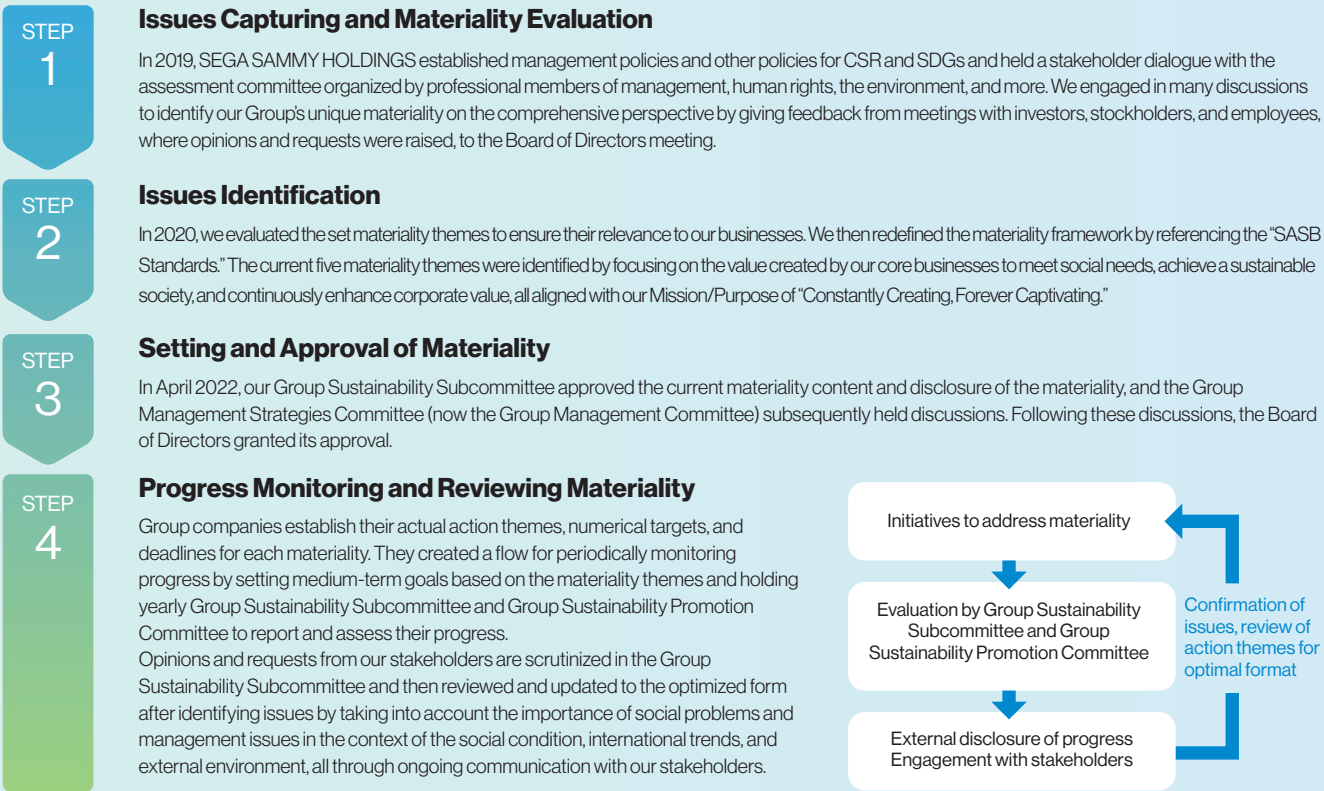 STEP
1
Issues Capturing and Materiality Evaluation
In 2019, SEGA SAMMY HOLDINGS established management policies and other policies for CSR and SDGs and held a stakeholder dialogue with the
assessment committee organized by professional members of management, human rights, the environment, and more. We engaged in many discussions
to identify our Group's unique materiality on the comprehensive perspective by giving feedback from meetings with investors, stockholders, and employees,
where opinions and requests were raised, to the Board of Directors meeting.
STEP
2
Issues Identification
In 2020, we evaluated the set materiality themes to ensure their relevance to our businesses. We then redefined the materiality framework by referencing the “SASB
Standards.” The current five materiality themes were identified by focusing on the value created by our core businesses to meet social needs, achieve a sustainable
society, and continuously enhance corporate value, all aligned with our Mission/Purpose of “Constantly Creating, Forever Captivating.”
STEP
3
Setting and Approval of Materiality
In April 2022, our Group Sustainability Subcommittee approved the current materiality content and disclosure of the materiality, and the Group
Management Strategies Committee (now the Group Management Committee) subsequently held discussions. Following these discussions, the Board
of Directors granted its approval.
STEP
4
Progress Monitoring and Reviewing Materiality
Group companies establish their actual action themes, numerical targets, and
deadlines for each materiality. They created a flow for periodically monitoring
progress by setting medium-term goals based on the materiality themes and holding
yearly Group Sustainability Subcommittee and Group Sustainability Promotion
Committee to report and assess their progress.
Opinions and requests from our stakeholders are scrutinized in the Group
Sustainability Subcommittee and then reviewed and updated to the optimized form
after identifying issues by taking into account the importance of social problems and
management issues in the context of the social condition, international trends, and
external environment, all through ongoing communication with our stakeholders.
Initiatives to address materiality
Evaluation by Group Sustainability
Subcommittee and Group
Sustainability Promotion Committee
External disclosure of progress
Engagement with stakeholders
Confirmation of
issues, review of
action themes for
optimal format